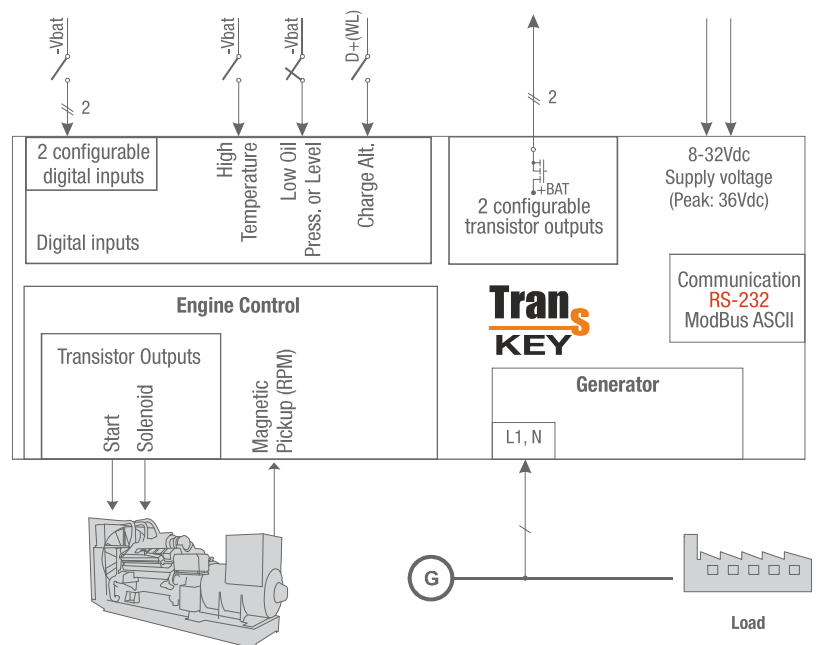 -Vbat
-Vbat
-Vbat
D+(WL)
2
2
2 configurable
digital inputs
High
Temperature
Low Oil
Press. or Level
Charge Alt.
Digital inputs
+BAT
2 configurable
transistor outputs
8-32Vdc
Supply voltage
(Peak: 36Vdc)
Communication
RS-232
ModBus ASCII
Engine Control
Transistor Outputs
Start
Solenoid
Magnetic
Pickup (RPM)
Trans
KEY
Generator
L1, N
G
Load